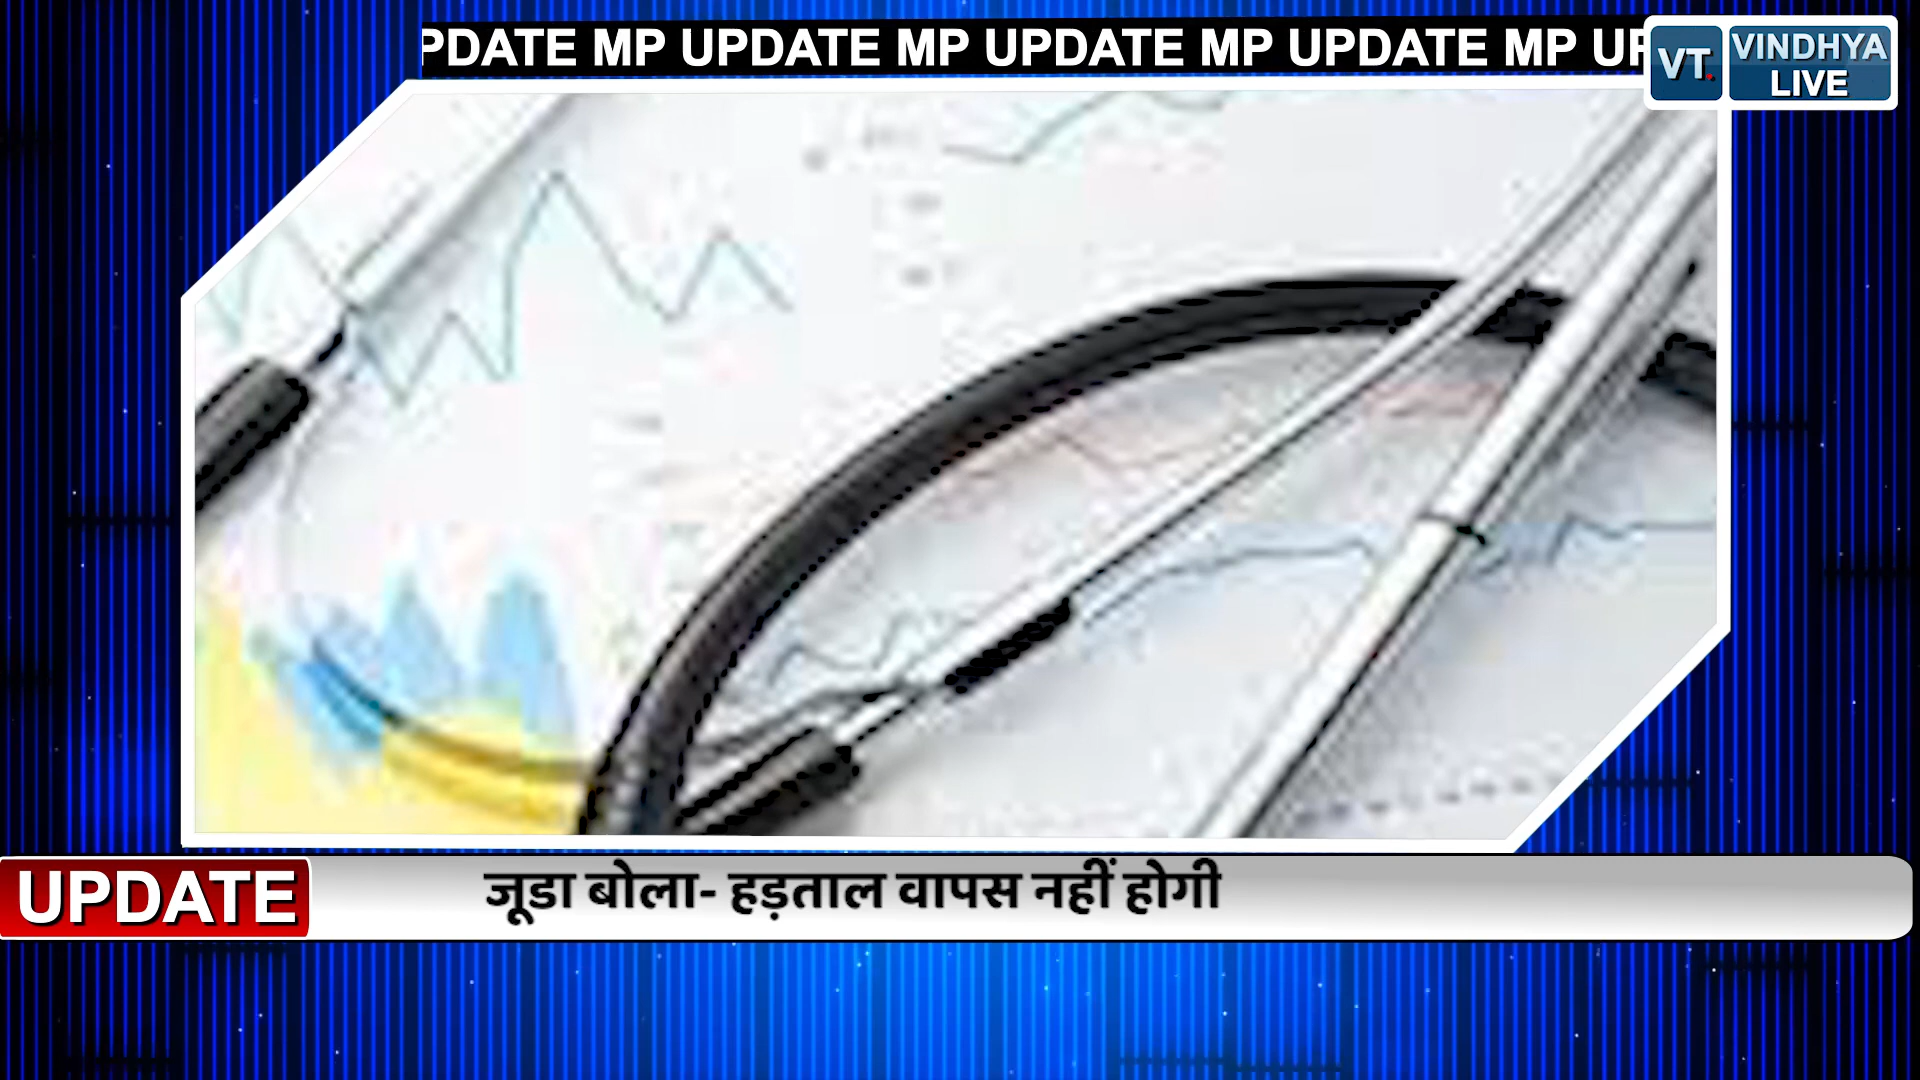 PDATE MP UPDATE MP UPDATE MP UPDATE MP UP
VT. VINDHYA
LIVE
UPDATE
जूडा बोला- हड़ताल वापस नहीं होगी